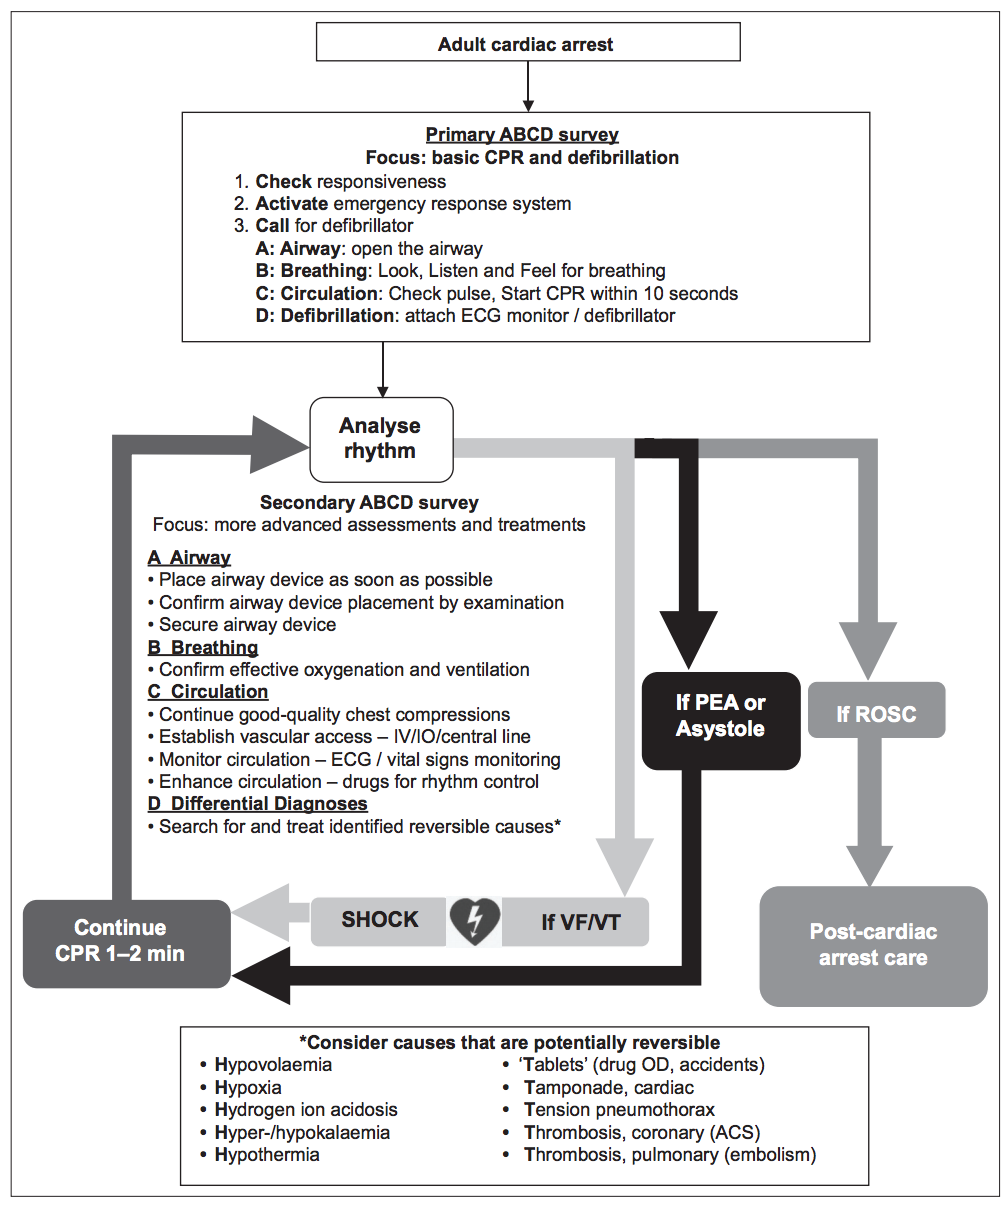 Adult cardiac arrest
Primary ABCD survey
Focus: basic CPR and defibrillation
1. Check responsiveness
2. Activate emergency response system
3. Call for defibrillator
A: Airway: open the airway
B: Breathing: Look, Listen and Feel for breathing
C: Circulation: Check pulse, Start CPR within 10 seconds
D: Defibrillation: attach ECG monitor / defibrillator
Analyse
rhythm
Secondary ABCD survey
Focus: more advanced assessments and treatments
A Airway
• Place airway device as soon as possible
• Confirm airway device placement by examination
• Secure airway device
B Breathing
• Confirm effective oxygenation and ventilation
C Circulation
• Continue good-quality chest compressions
• Establish vascular access – IV/IO/central line
• Monitor circulation – ECG / vital signs monitoring
• Enhance circulation – drugs for rhythm control
D Differential Diagnoses
• Search for and treat identified reversible causes*
If PEA or
Asystole
If ROSC
Continue
CPR 1–2 min
SHOCK
If VF/VT
Post-cardiac
arrest care
*Consider causes that are potentially reversible
• Hypovolaemia
• Hypoxia
• Hydrogen ion acidosis
• Hyper-/hypokalaemia
• Hypothermia
• ‘Tablets’ (drug OD, accidents)
• Tamponade, cardiac
• Tension pneumothorax
• Thrombosis, coronary (ACS)
• Thrombosis, pulmonary (embolism)